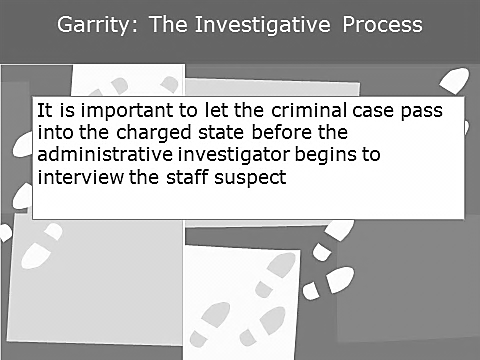 Garrity: The Investigative Process
It is important to let the criminal case pass
into the charged state before the
administrative investigator begins to
interview the staff suspect